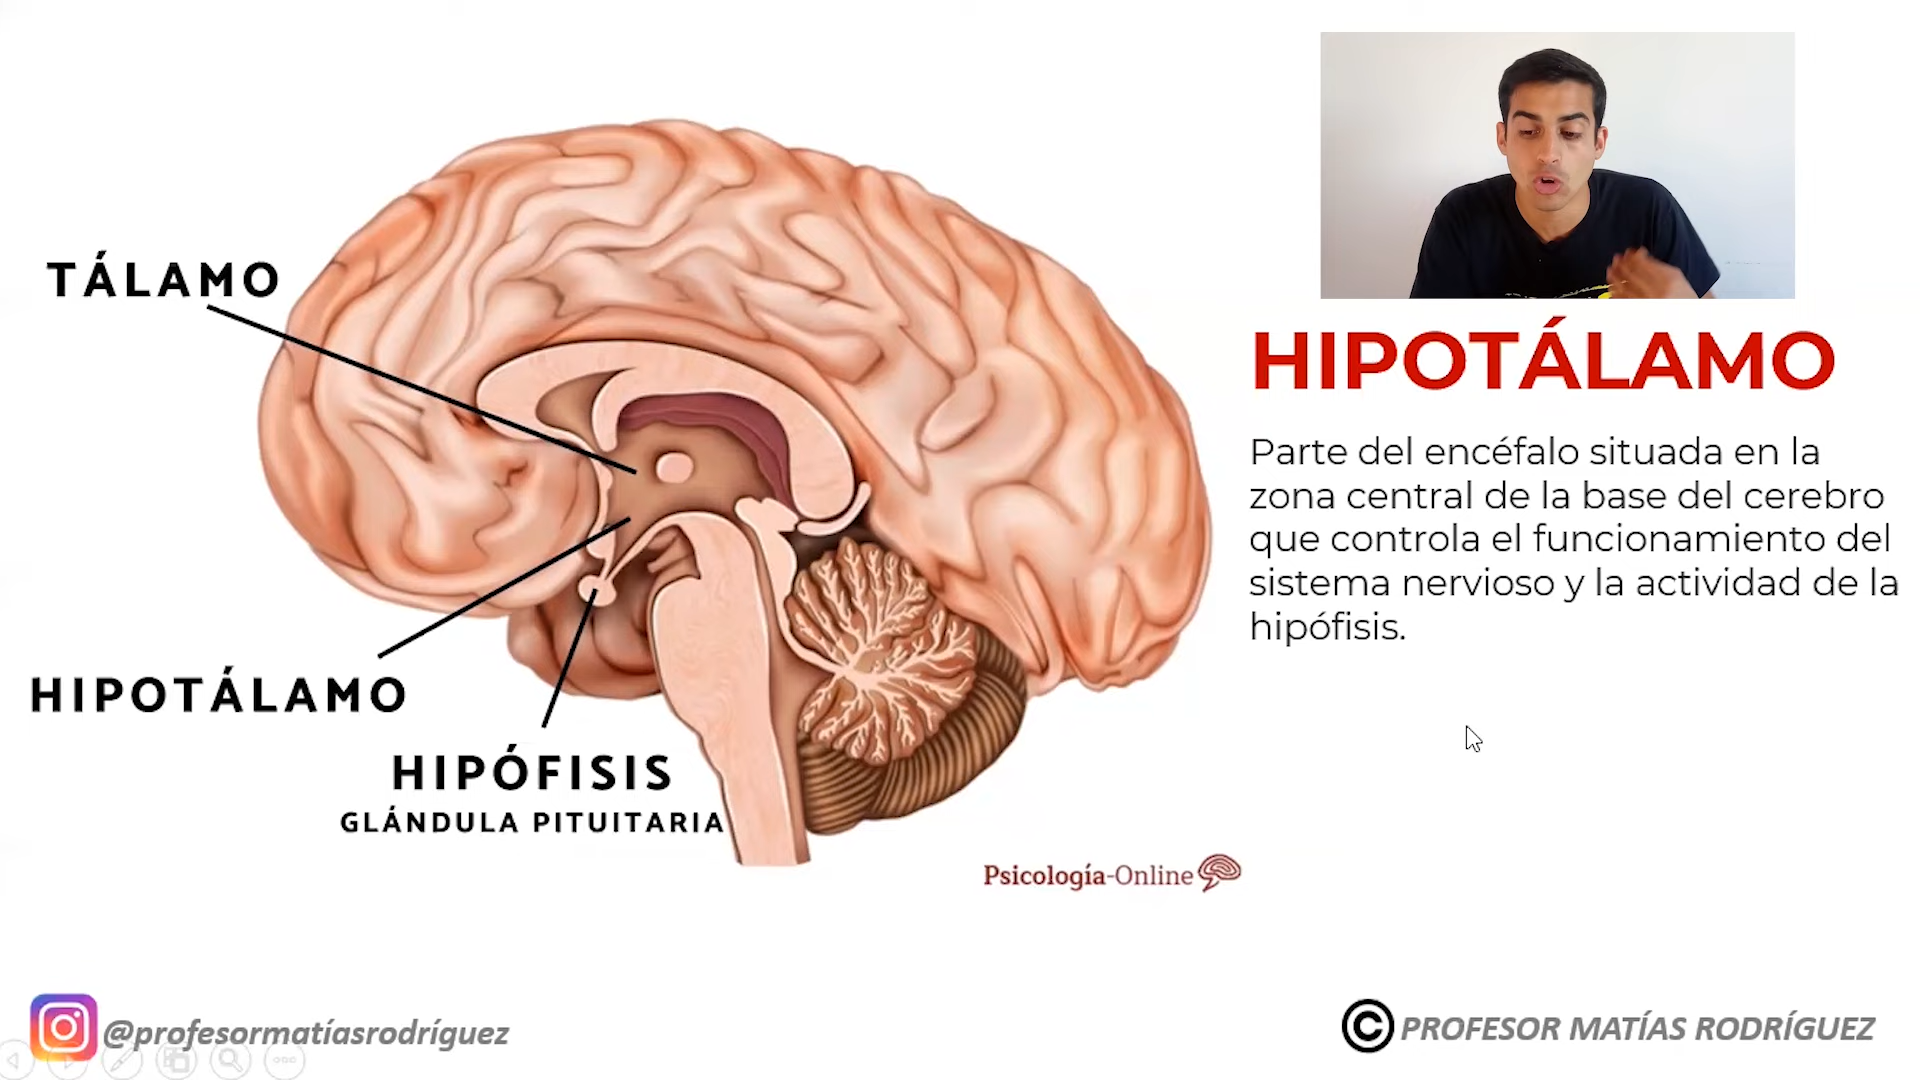 TÁLAMO
HIPOTÁLAMO
HIPÓFISIS
GLÁNDULA PITUITARIA
Psicología-Online
HIPOTÁLAMO
Parte del encéfalo situada en la
zona central de la base del cerebro
que controla el funcionamiento del
sistema nervioso y la actividad de la
hipófisis.
@profesormatíasrodríguez
© PROFESOR MATÍAS RODRÍGUEZ